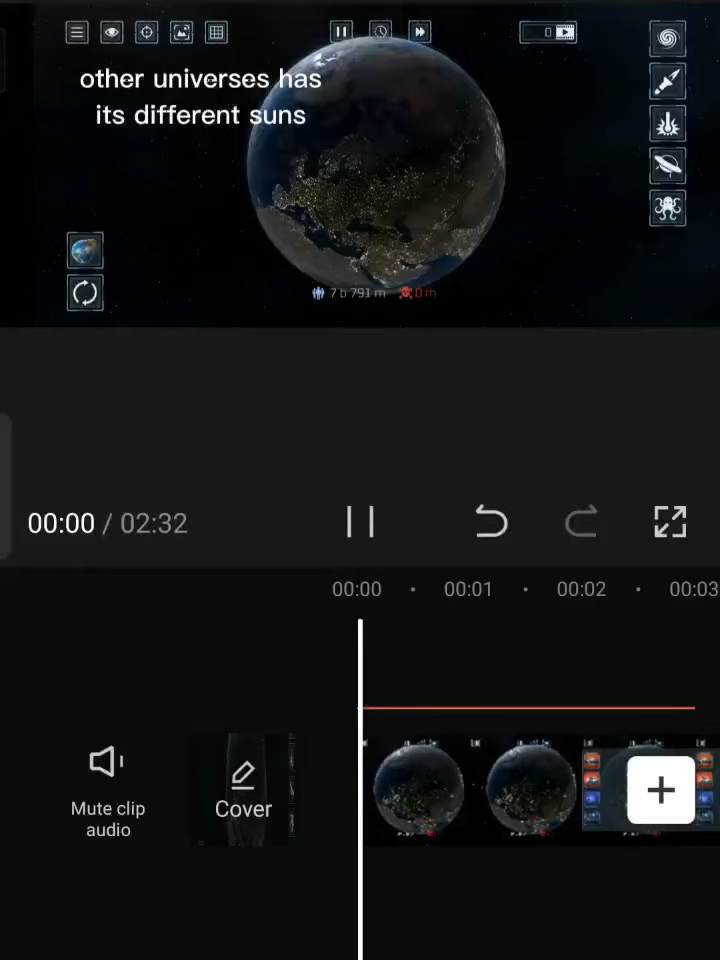 0
other universes has
its different suns
7 b 791 m 0 m
00:00 / 02:32
00:00 00:01 00:02 00:03
Mute clip
audio
Cover